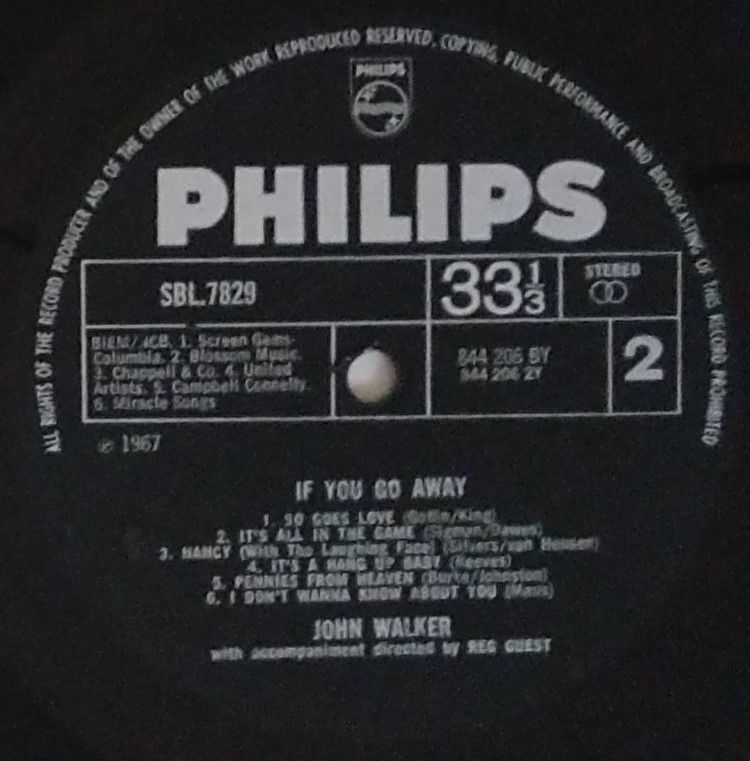 ALL RIGHTS OF THE RECORD PRODUCER AND OF THE OWNER OF THE WORK REPRODUCED RESERVED. COPYING, PUBLIC PERFORMANCE AND BROADCASTING OF THIS RECORD PROHIBITED
PHILIPS
PHILIPS
SBL.7829
33 1/3
STEREO
BIEM/JCB. 1. Screen Gems-
Columbia. 2. Blossom Music.
3. Chappell & Co. 4. United
Artists. 5. Campbell Connelly
6. Miracle Songs
844 206 BY
844 206 2Y
2
℗ 1967
IF YOU GO AWAY
1. SO GOES LOVE (Goffin/King)
2. IT'S ALL IN THE GAME (Sigman/Dawes)
3. NANCY (With The Laughing Face) (Silvers/van Heusen)
4. IT'S A HANG UP BABY (Reeves)
5. PENNIES FROM HEAVEN (Burke/Johnston)
6. I DON'T WANNA KNOW ABOUT YOU (Maus)
JOHN WALKER
with accompaniment directed by REG GUEST